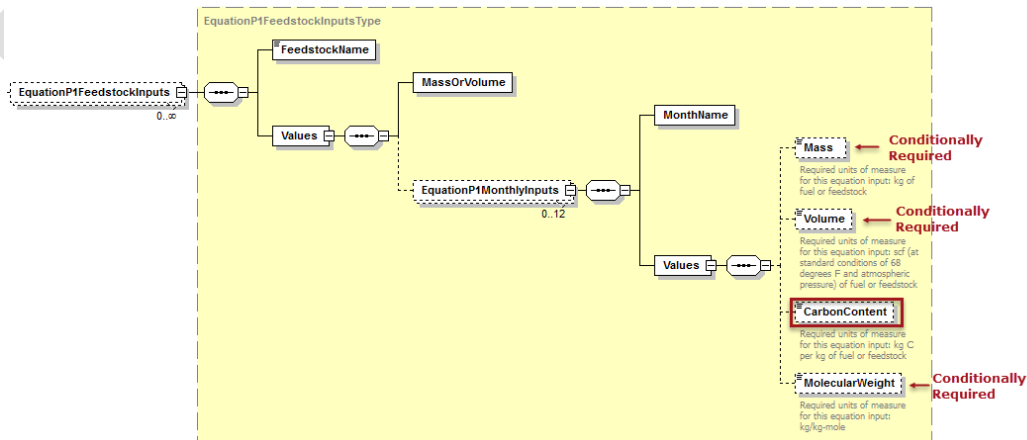 EquationP1FeedstockInputsType
FeedstockName
EquationP1FeedstockInputs
0..∞
MassOrVolume
Values
MonthName
EquationP1MonthlyInputs
0..12
Mass
Conditionally
Required
Required units of measure
for this equation input: kg of
fuel or feedstock
Volume
Conditionally
Required
Required units of measure
for this equation input: scf (at
standard conditions of 68
degrees F and atmospheric
pressure) of fuel or feedstock
Values
CarbonContent
Required units of measure
for this equation input: kg C
per kg of fuel or feedstock
MolecularWeight
Conditionally
Required
Required units of measure
for this equation input:
kg/kg-mole